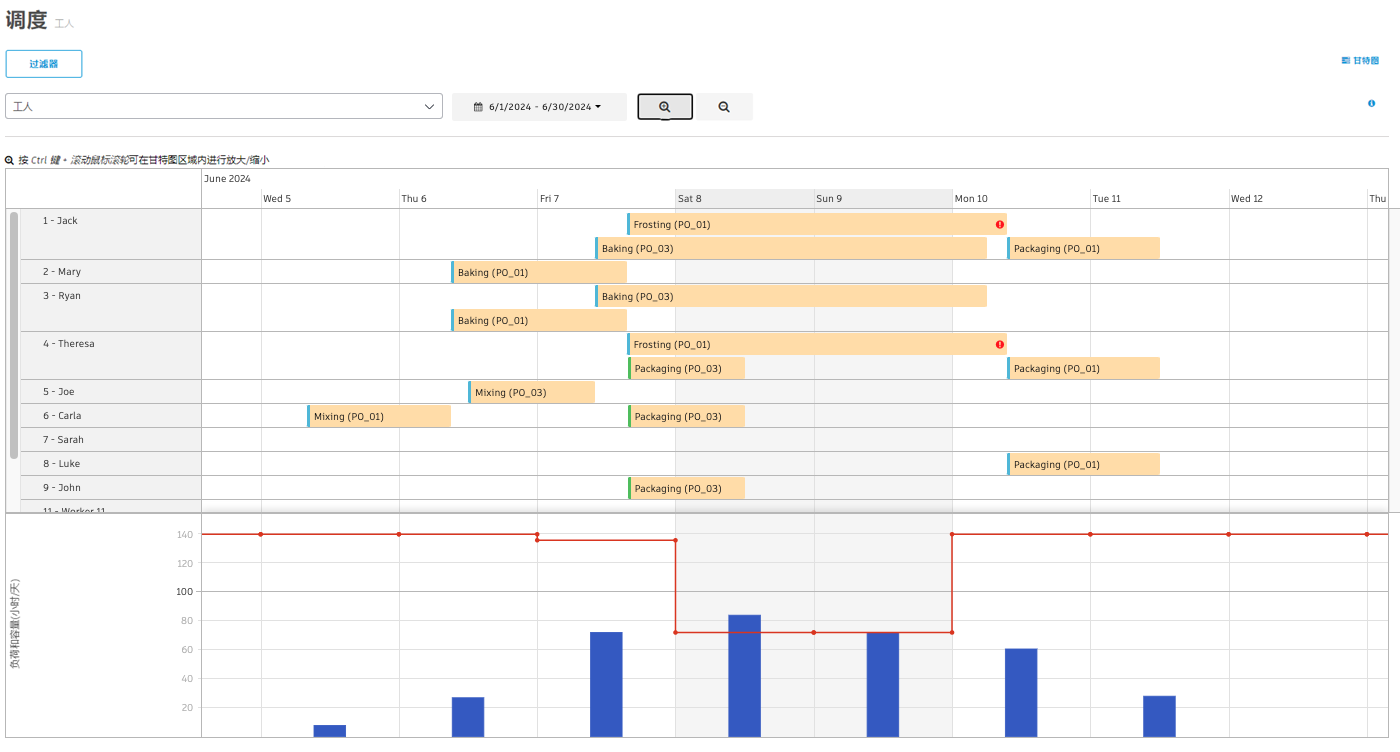 调度 工人
过滤器
甘特图
工人
6/1/2024 - 6/30/2024
按 Ctrl 键 + 滚动鼠标滚轮可在甘特图区域内进行放大/缩小
June 2024
Wed 5 Thu 6 Fri 7 Sat 8 Sun 9 Mon 10 Tue 11 Wed 12 Thu
1 - Jack
Frosting (PO_01)
Baking (PO_03) Packaging (PO_01)
2 - Mary Baking (PO_01)
3 - Ryan Baking (PO_03)
Baking (PO_01)
4 - Theresa Frosting (PO_01)
Packaging (PO_03) Packaging (PO_01)
5 - Joe Mixing (PO_03)
6 - Carla Mixing (PO_01) Packaging (PO_03)
7 - Sarah
8 - Luke Packaging (PO_01)
9 - John Packaging (PO_03)
11 - Worker 11
负荷和容量(小时/天)
140
120
100
80
60
40
20